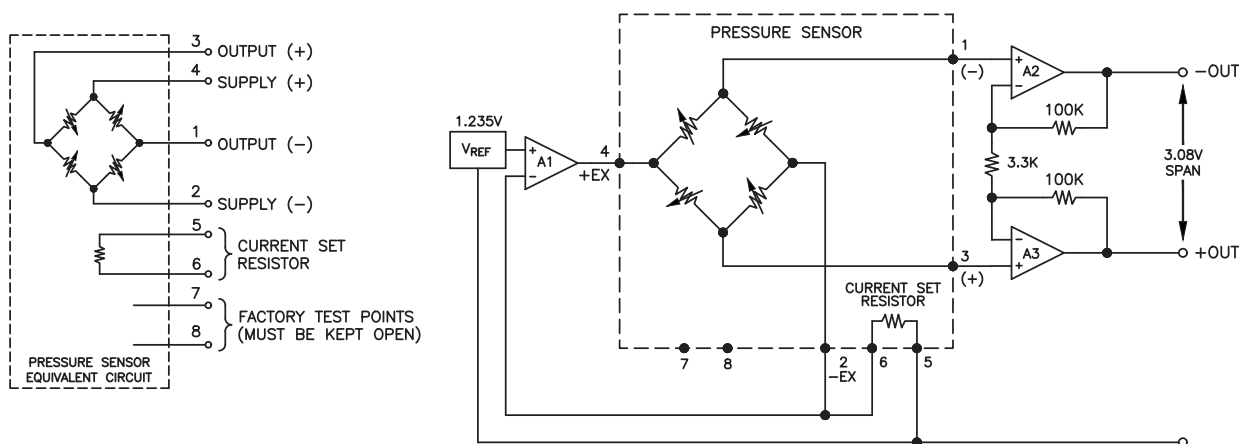 3
OUTPUT (+)
4
SUPPLY (+)
1
OUTPUT (-)
2
SUPPLY (-)
5
CURRENT SET
RESISTOR
6
7
FACTORY TEST POINTS
(MUST BE KEPT OPEN)
8
PRESSURE SENSOR
EQUIVALENT CIRCUIT
PRESSURE SENSOR
1.235V
VREF
+
-
A1
4
+EX
1
(-)
+
-
A2
-OUT
100K
3.3K
100K
3.08V
SPAN
-
+
A3
+OUT
3
(+)
CURRENT SET
RESISTOR
7
8
2
-EX
6
5